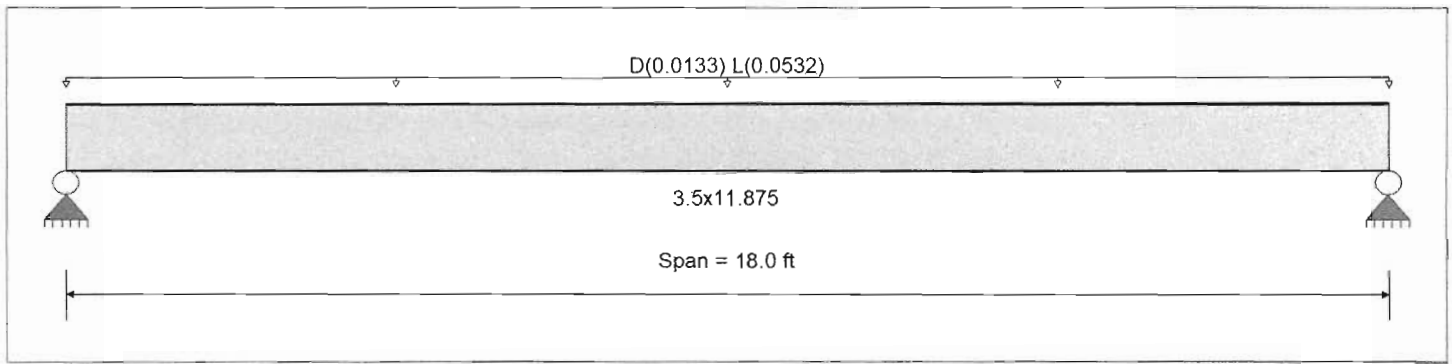 D(0.0133) L(0.0532)
3.5x11.875
Span = 18.0 ft